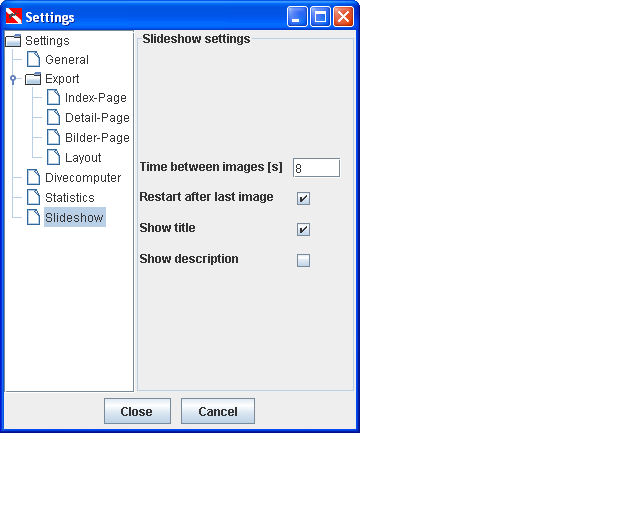 Settings
Settings
General
Export
Index-Page
Detail-Page
Bilder-Page
Layout
Divecomputer
Statistics
Slideshow
Slideshow settings
Time between images [s] 8
Restart after last image
Show title
Show description
Close Cancel